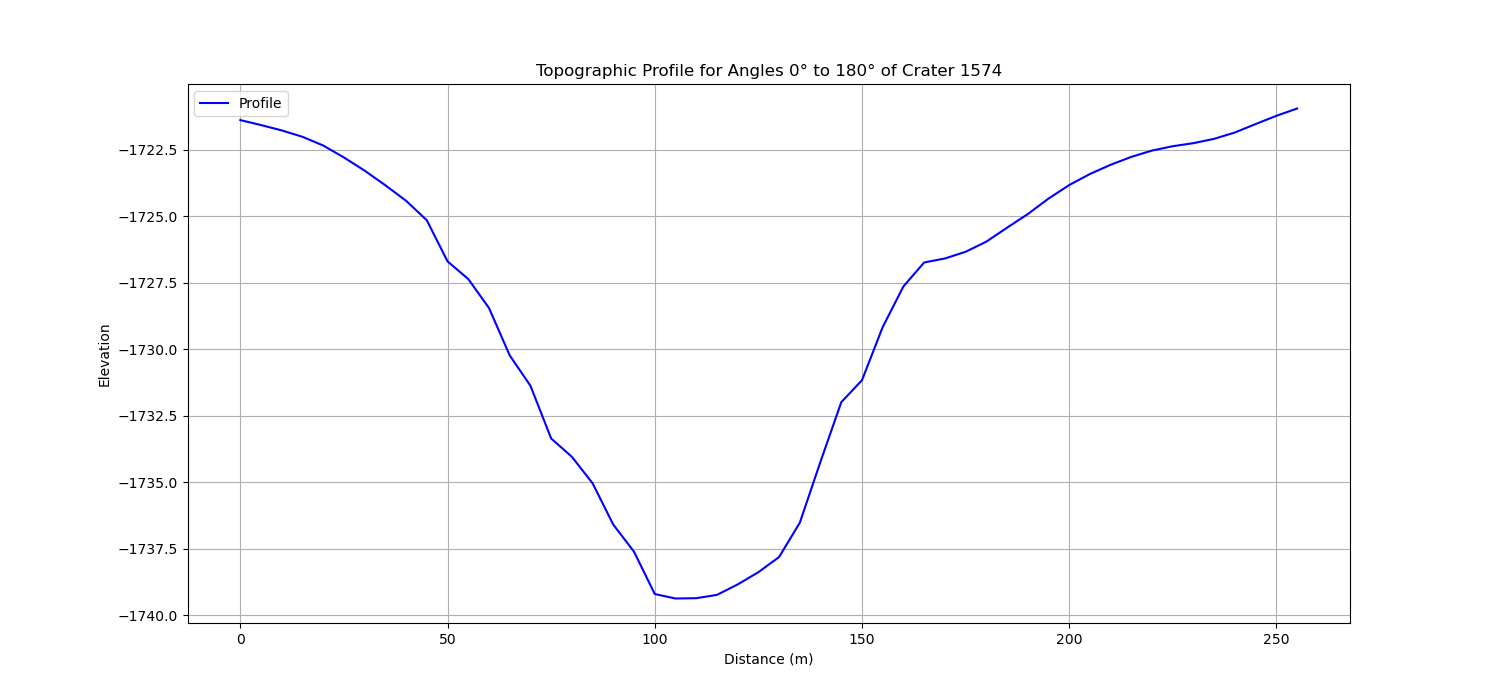 Topographic Profile for Angles 0° to 180° of Crater 1574
Profile
−1722.5
−1725.0
−1727.5
−1730.0
−1732.5
−1735.0
−1737.5
−1740.0
Elevation
0 50 100 150 200 250
Distance (m)